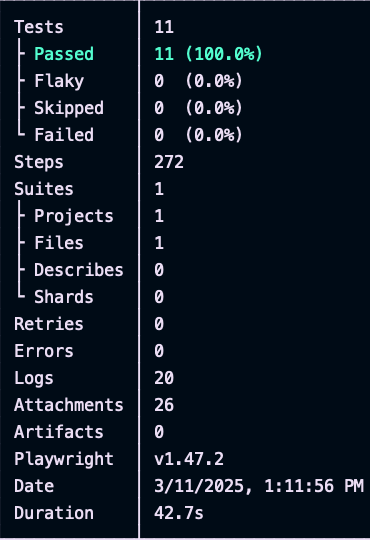 Tests 11
├ Passed 11 (100.0%)
├ Flaky 0 (0.0%)
├ Skipped 0 (0.0%)
└ Failed 0 (0.0%)
Steps 272
Suites 1
├ Projects 1
├ Files 1
├ Describes 0
└ Shards 0
Retries 0
Errors 0
Logs 20
Attachments 26
Artifacts 0
Playwright v1.47.2
Date 3/11/2025, 1:11:56 PM
Duration 42.7s